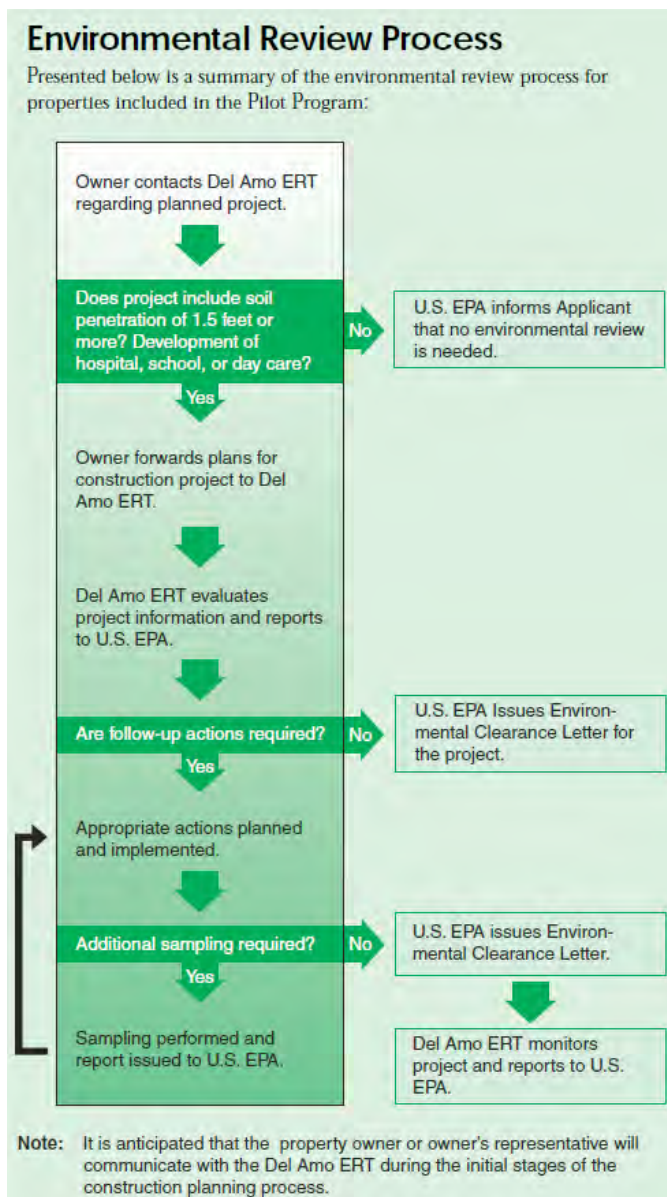 Environmental Review Process
Presented below is a summary of the environmental review process for
properties included in the Pilot Program:
Owner contacts Del Amo ERT
regarding planned project.
Does project include soil
penetration of 1.5 feet or
more? Development of
hospital, school, or day care?
No
U.S. EPA informs Applicant
that no environmental review
is needed.
Yes
Owner forwards plans for
construction project to Del
Amo ERT.
Del Amo ERT evaluates
project information and reports
to U.S. EPA.
Are follow-up actions required?
No
U.S. EPA Issues Environ-
mental Clearance Letter for
the project.
Yes
Appropriate actions planned
and implemented.
Additional sampling required?
No
U.S. EPA issues Environ-
mental Clearance Letter.
Yes
Sampling performed and
report issued to U.S. EPA.
Del Amo ERT monitors
project and reports to U.S.
EPA.
Note: It is anticipated that the property owner or owner's representative will
communicate with the Del Amo ERT during the initial stages of the
construction planning process.